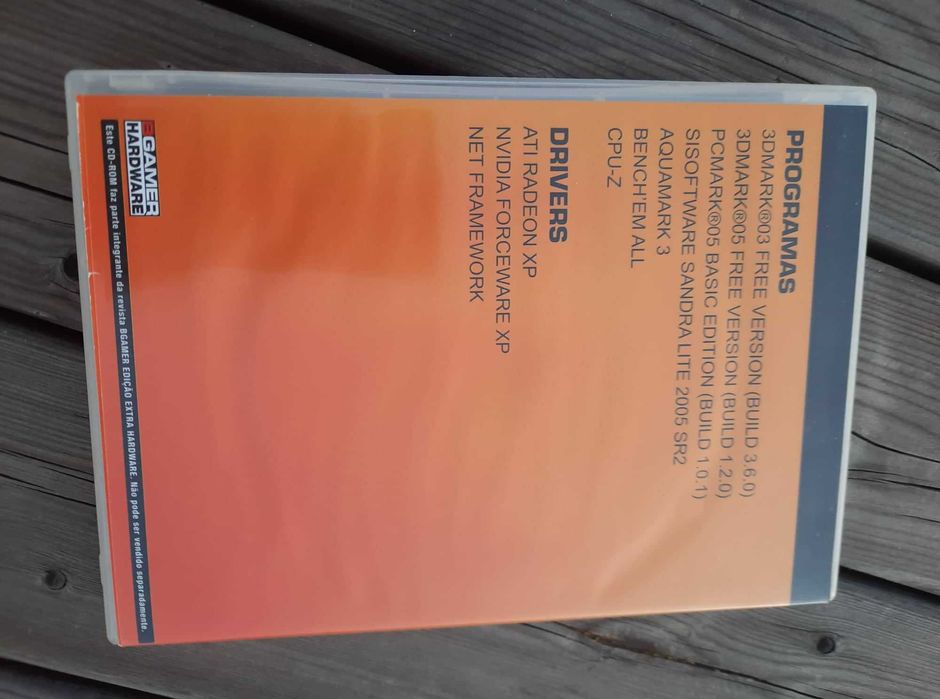 PROGRAMAS
3DMARK®03 FREE VERSION (BUILD 3.6.0)
3DMARK®05 FREE VERSION (BUILD 1.2.0)
PCMARK®05 BASIC EDITION (BUILD 1.0.1)
SISOFTWARE SANDRA LITE 2005 SR2
AQUAMARK 3
BENCH'EM ALL
CPU-Z
DRIVERS
ATI RADEON XP
NVIDIA FORCEWARE XP
NET FRAMEWORK
BGAMER
HARDWARE
Este CD-ROM faz parte integrante da revista BGAMER EDIÇÃO EXTRA HARDWARE. Não pode ser vendido separadamente.